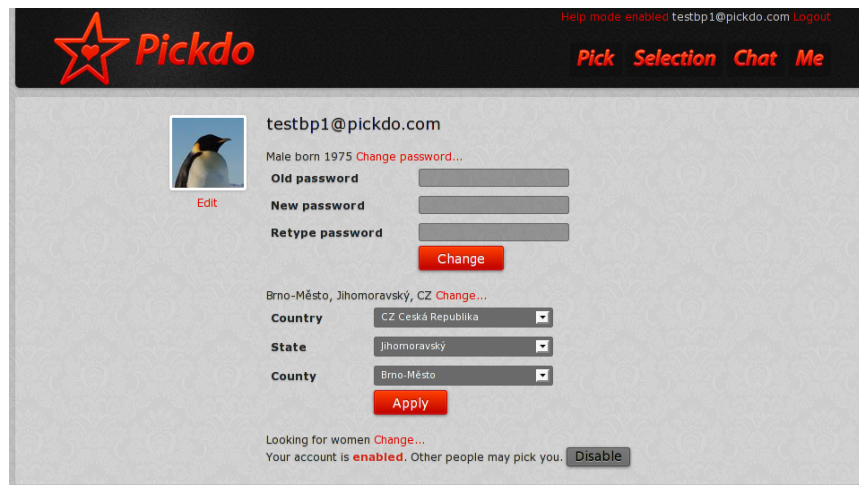 Help mode enabled testbp1@pickdo.com Logout
Pickdo
Pick Selection Chat Me
testbp1@pickdo.com
Male born 1975 Change password...
Edit
Old password
New password
Retype password
Change
Brno-Město, Jihomoravský, CZ Change...
Country CZ Česká Republika
State Jihomoravský
County Brno-Město
Apply
Looking for women Change...
Your account is enabled. Other people may pick you. Disable